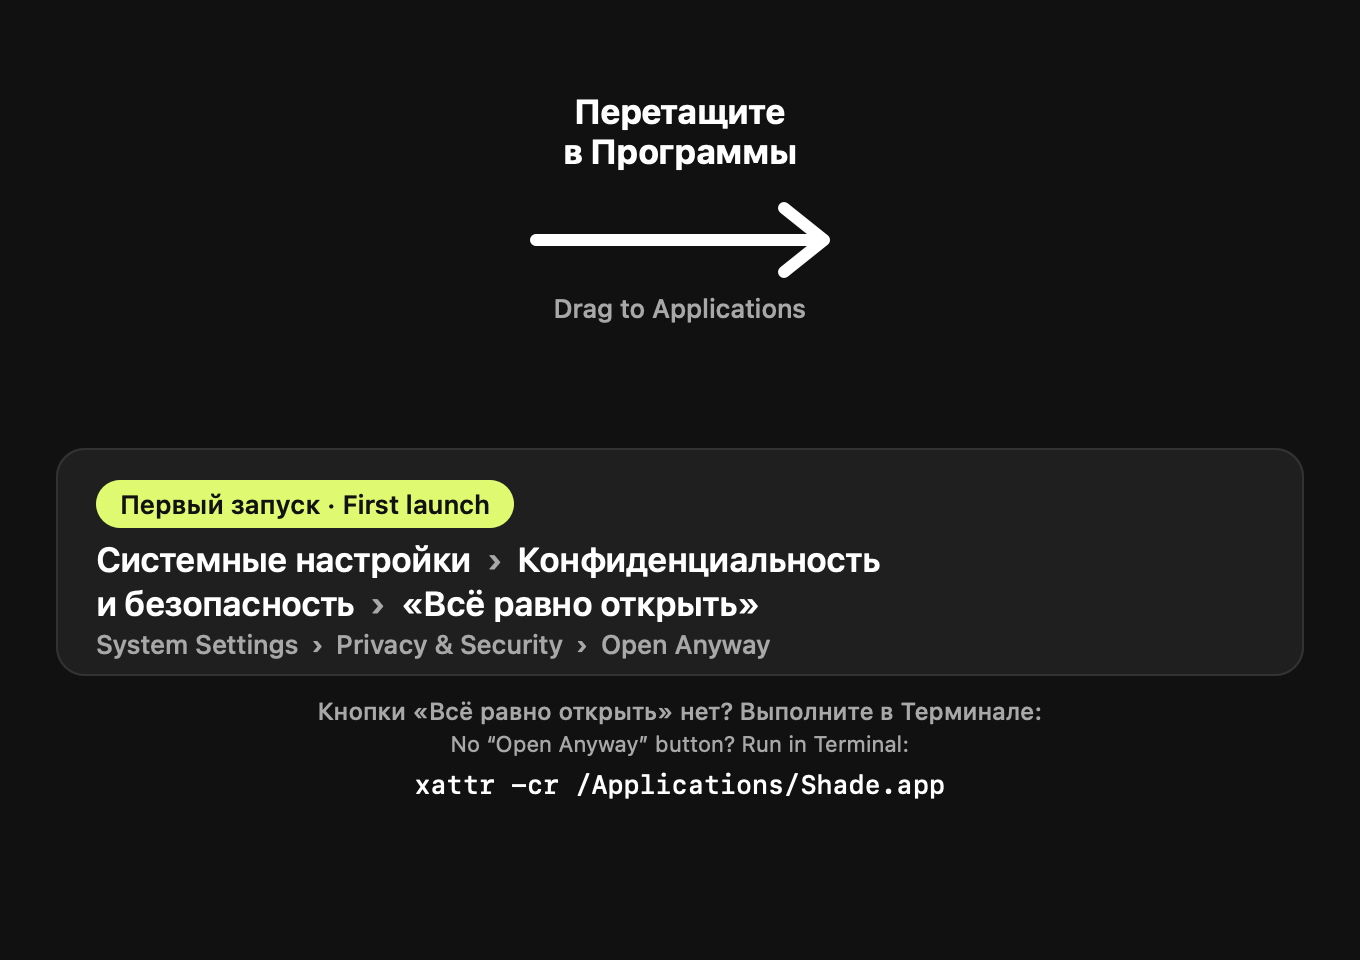 Перетащите
в Программы
Drag to Applications
Первый запуск · First launch
Системные настройки › Конфиденциальность
и безопасность › «Всё равно открыть»
System Settings › Privacy & Security › Open Anyway
Кнопки «Всё равно открыть» нет? Выполните в Терминале:
No “Open Anyway” button? Run in Terminal:
xattr -cr /Applications/Shade.app